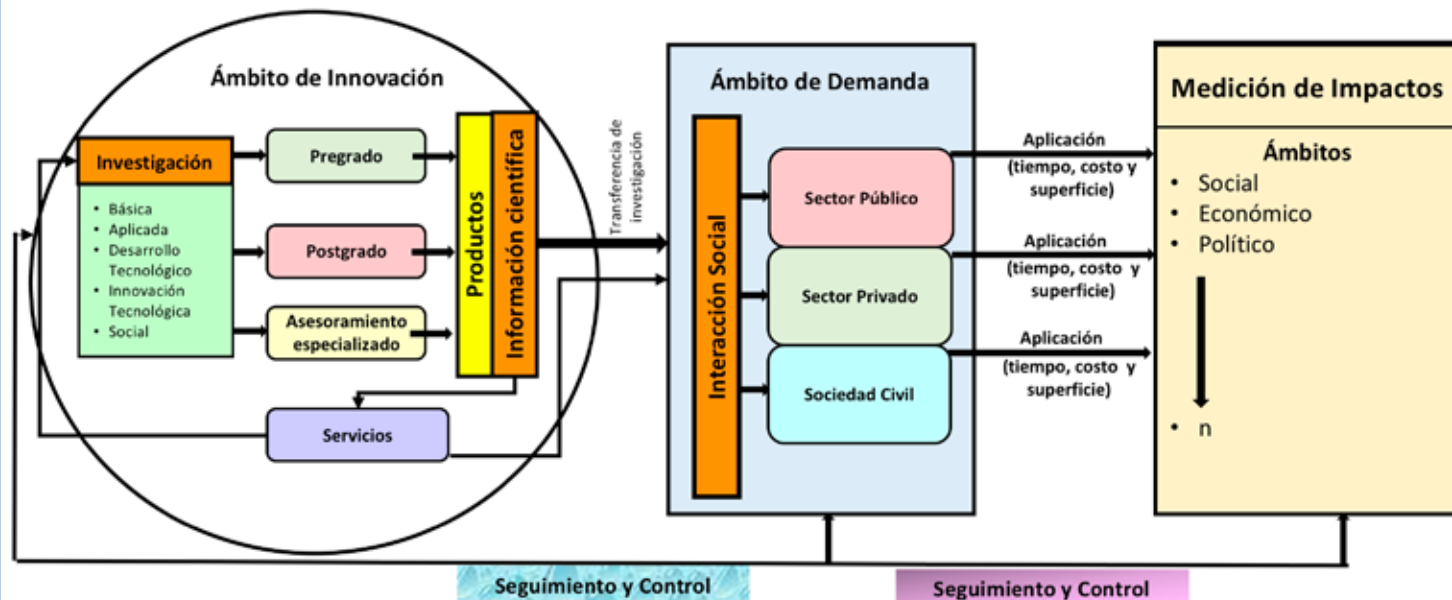 Ámbito de Innovación
Investigación
• Básica
• Aplicada
• Desarrollo
Tecnológico
• Innovación
Tecnológica
• Social
Pregrado
Postgrado
Asesoramiento
especializado
Productos
Información científica
Servicios
Transferencia de
investigación
Ámbito de Demanda
Interacción Social
Sector Público
Sector Privado
Sociedad Civil
Aplicación
(tiempo, costo y
superficie)
Aplicación
(tiempo, costo y
superficie)
Aplicación
(tiempo, costo y
superficie)
Medición de Impactos
Ámbitos
• Social
• Económico
• Político
• n
Seguimiento y Control
Seguimiento y Control